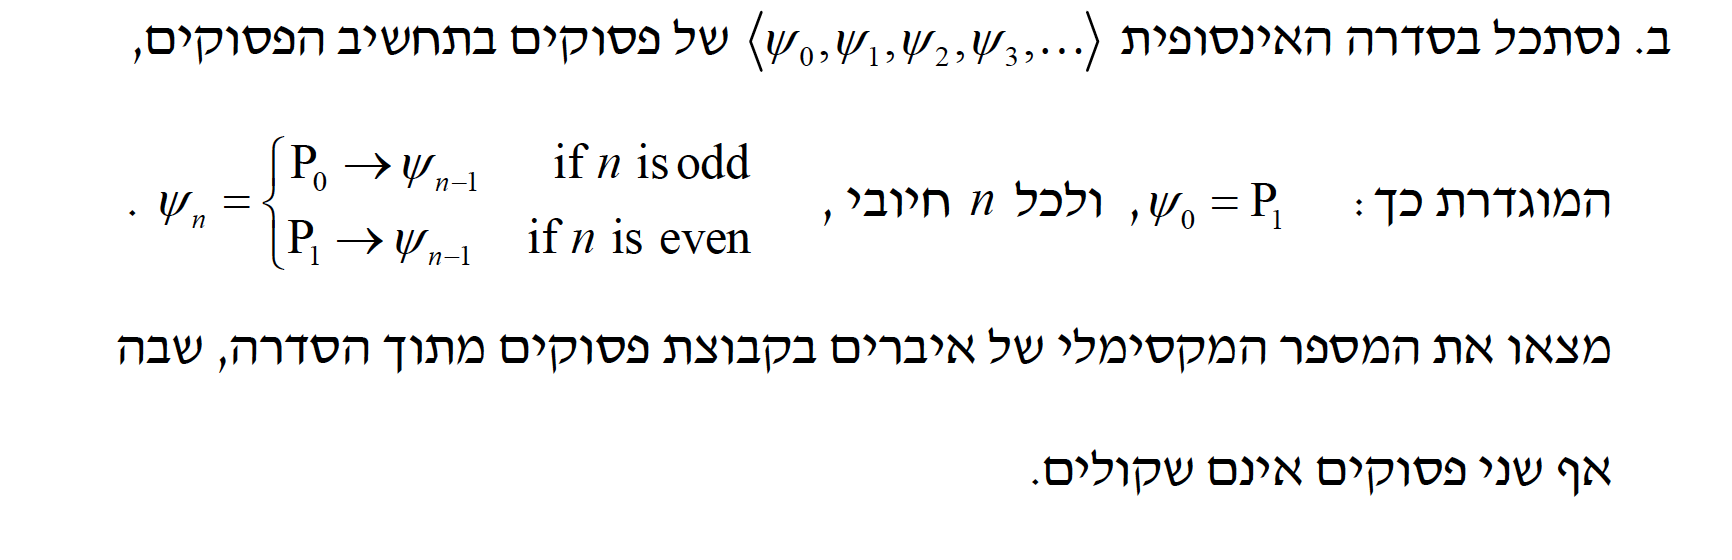 ב. נסתכל בסדרה האינסופית ⟨ψ₀,ψ₁,ψ₂,ψ₃,…⟩ של פסוקים בתחשיב הפסוקים,
המוגדרת כך: ψ₀ = P₁, ולכל n חיובי, ψₙ = { P₀ → ψₙ₋₁ if n is odd
P₁ → ψₙ₋₁ if n is even .
מצאו את המספר המקסימלי של איברים בקבוצת פסוקים מתוך הסדרה, שבה
אף שני פסוקים אינם שקולים.